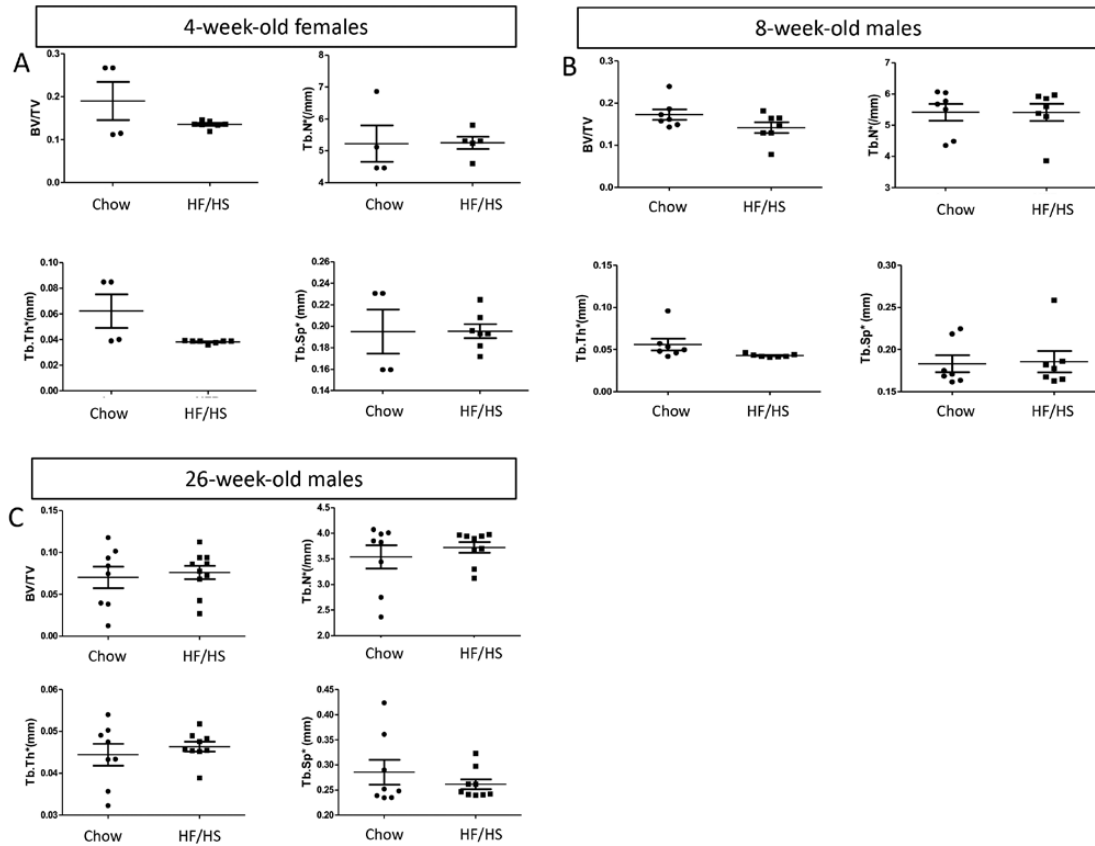 4-week-old females
A
0.3
0.2
0.1
0.0
BV/TV
Chow HF/HS
8
7
6
5
4
Tb.N*(/mm)
Chow HF/HS
0.10
0.08
0.06
0.04
0.02
0.00
Tb.Th*(mm)
Chow HF/HS
0.26
0.24
0.22
0.20
0.18
0.16
0.14
Tb.Sp* (mm)
Chow HF/HS
8-week-old males
B
0.3
0.2
0.1
0.0
BV/TV
Chow HF/HS
7
6
5
4
3
Tb.N*(/mm)
Chow HF/HS
0.15
0.10
0.05
0.00
Tb.Th*(mm)
Chow HF/HS
0.30
0.25
0.20
0.15
Tb.Sp* (mm)
Chow HF/HS
26-week-old males
C
0.15
0.10
0.05
0.00
BV/TV
Chow HF/HS
4.5
4.0
3.5
3.0
2.5
2.0
Tb.N*(/mm)
Chow HF/HS
0.06
0.05
0.04
0.03
Tb.Th*(mm)
Chow HF/HS
0.45
0.40
0.35
0.30
0.25
0.20
Tb.Sp* (mm)
Chow HF/HS